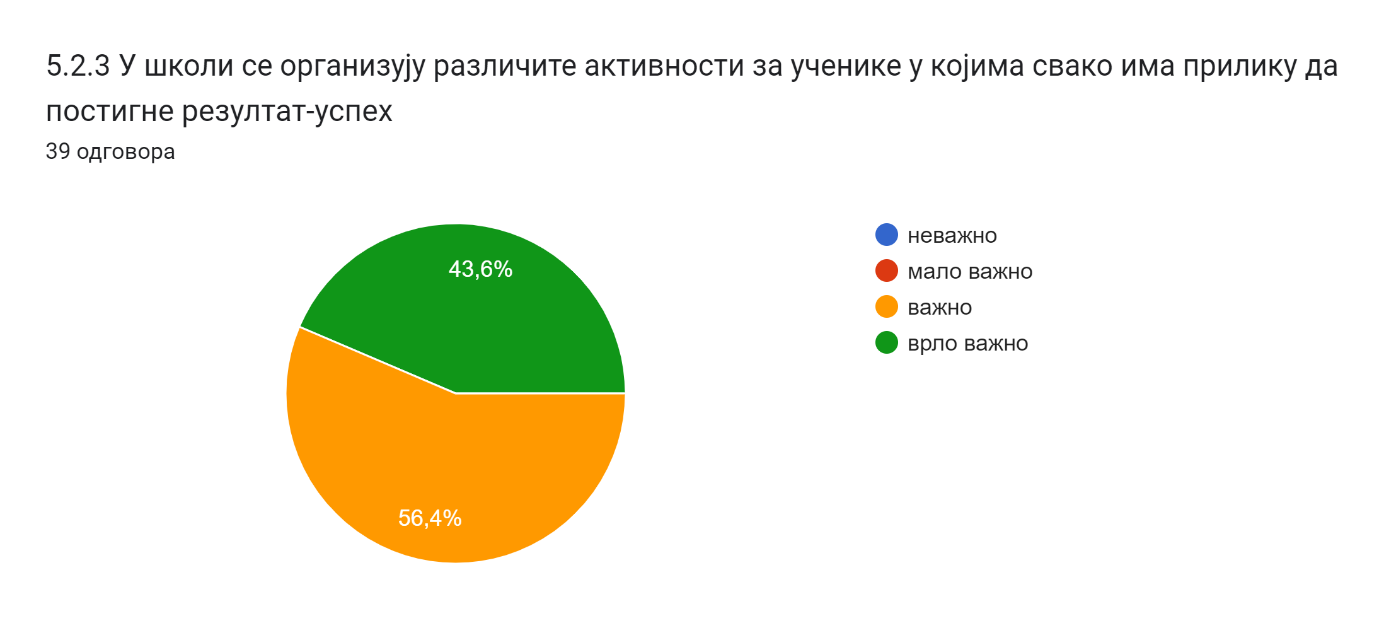 5.2.3 У школи се организују различите активности за ученике у којима свако има прилику да
постигне резултат-успех
39 одговора
43,6%
56,4%
неважно
мало важно
важно
врло важно